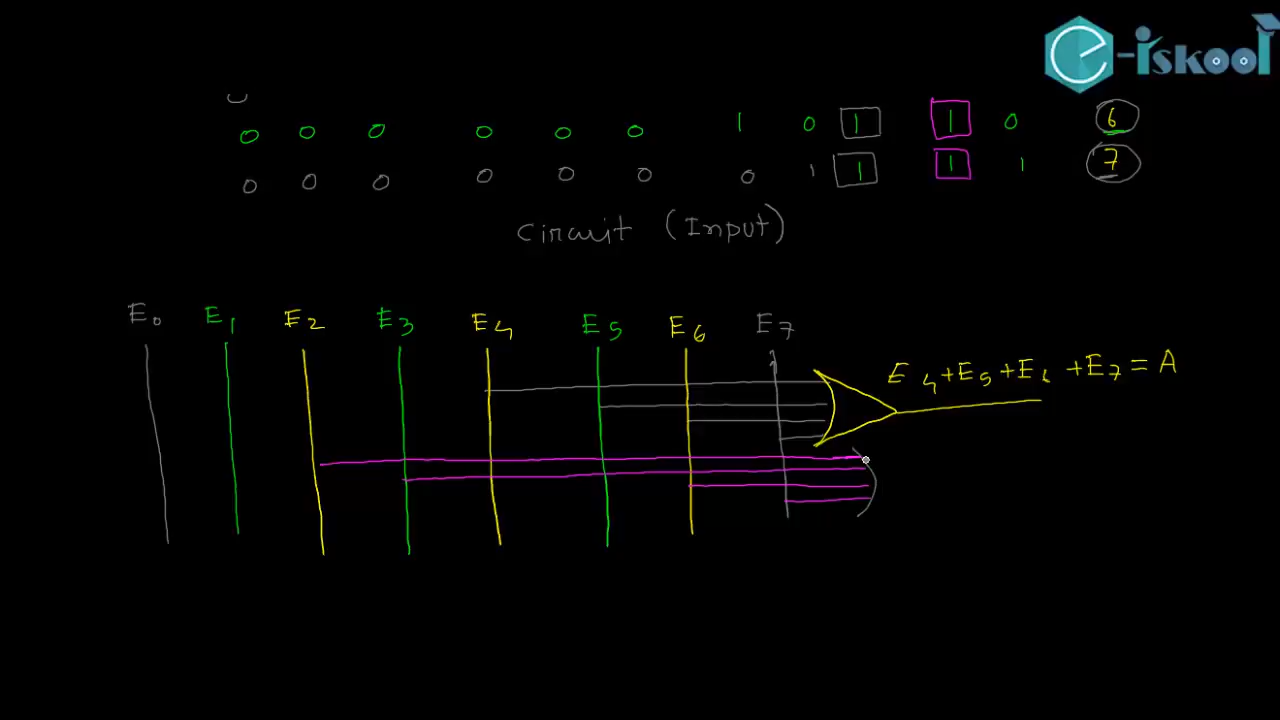 e-iskool
0 0 0 0 0 0 1 0 1 1 0 6
0 0 0 0 0 0 0 1 1 1 1 7
Circuit (Input)
E0 E1 E2 E3 E4 E5 E6 E7
E4+E5+E6+E7=A